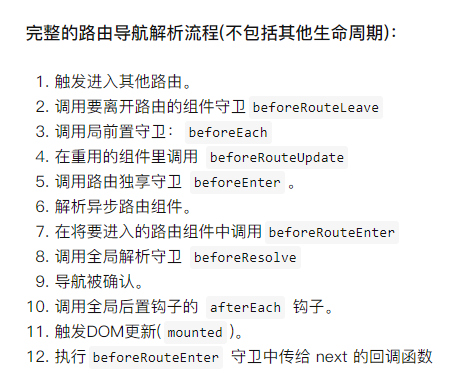 完整的路由导航解析流程(不包括其他生命周期)：
1. 触发进入其他路由。
2. 调用要离开路由的组件守卫 beforeRouteLeave
3. 调用局前置守卫： beforeEach
4. 在重用的组件里调用 beforeRouteUpdate
5. 调用路由独享守卫 beforeEnter 。
6. 解析异步路由组件。
7. 在将要进入的路由组件中调用 beforeRouteEnter
8. 调用全局解析守卫 beforeResolve
9. 导航被确认。
10. 调用全局后置钩子的 afterEach 钩子。
11. 触发DOM更新( mounted )。
12. 执行 beforeRouteEnter 守卫中传给 next 的回调函数